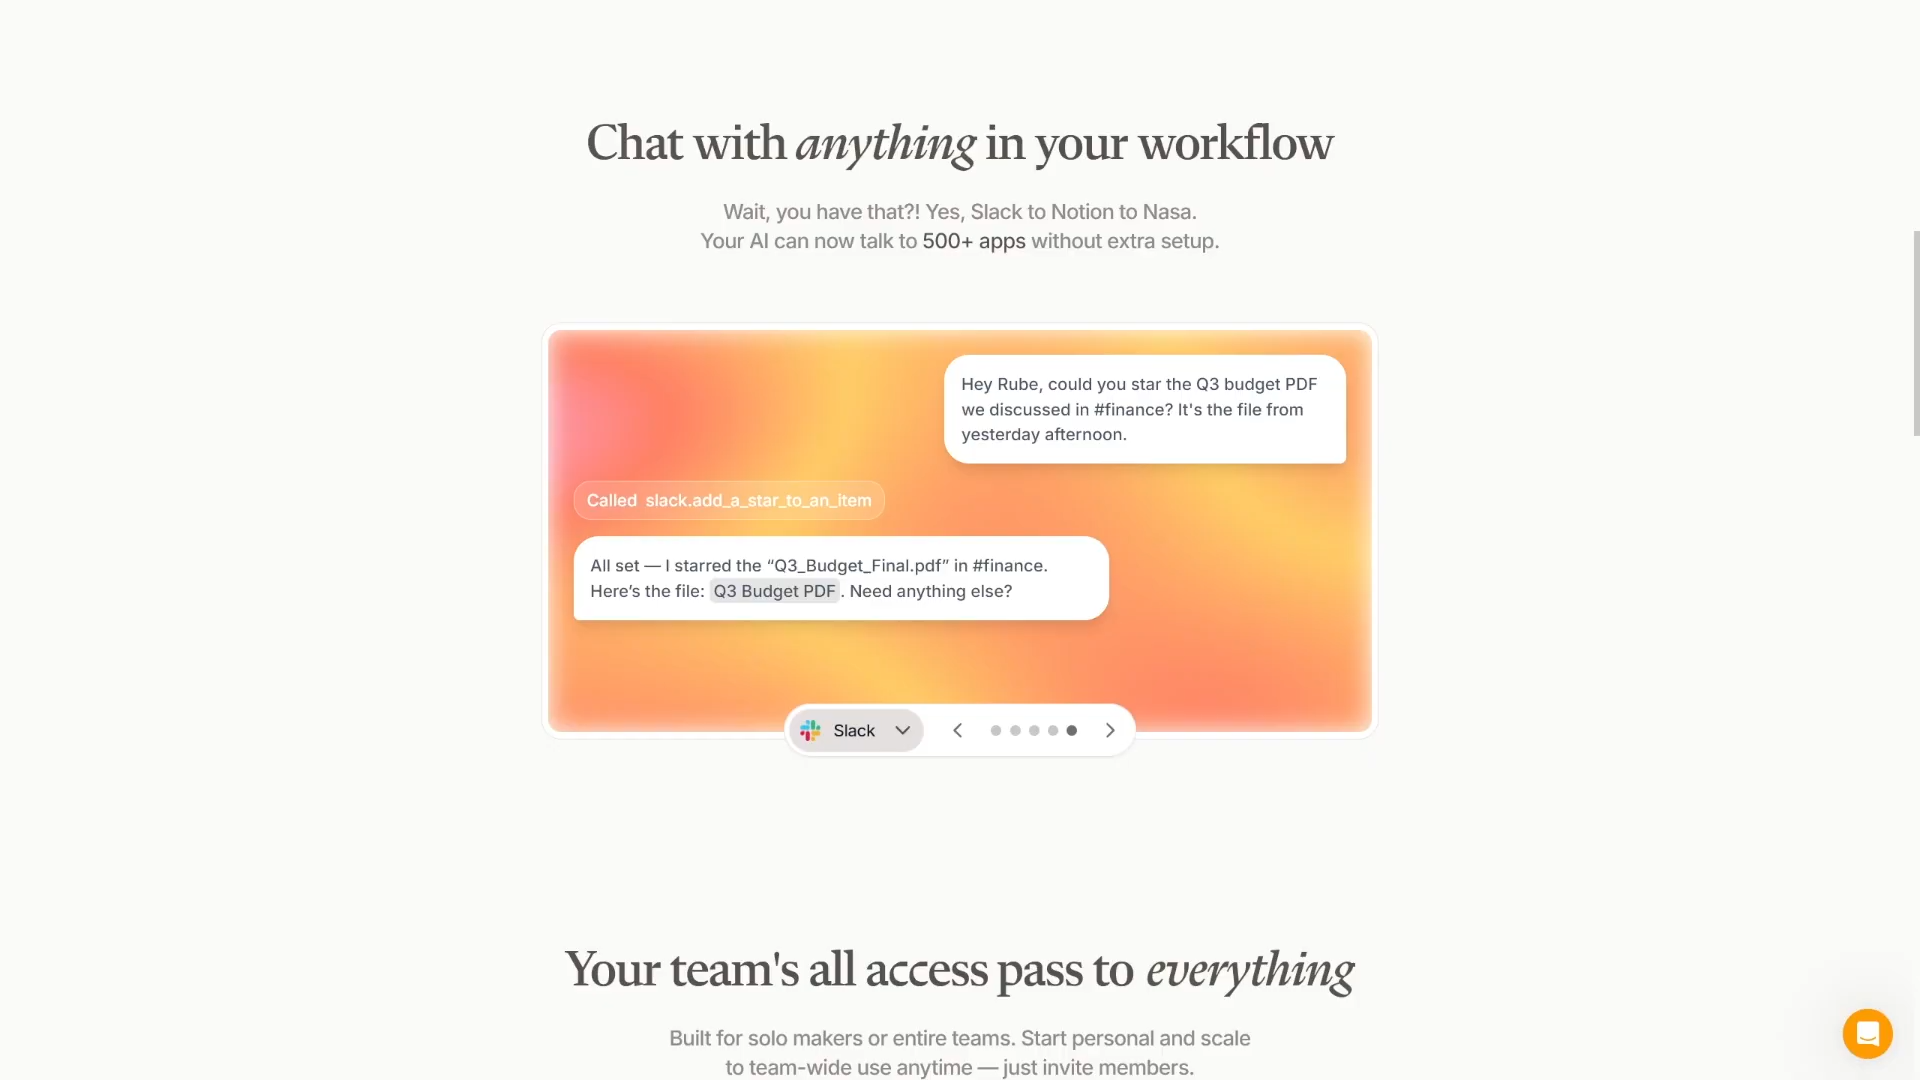 Chat with anything in your workflow
Wait, you have that?! Yes, Slack to Notion to Nasa.
Your AI can now talk to 500+ apps without extra setup.
Hey Rube, could you star the Q3 budget PDF
we discussed in #finance? It's the file from
yesterday afternoon.
Called slack.add_a_star_to_an_item
All set — I starred the “Q3_Budget_Final.pdf” in #finance.
Here’s the file: Q3 Budget PDF. Need anything else?
Slack
Your team's all access pass to everything
Built for solo makers or entire teams. Start personal and scale
to team-wide use anytime — just invite members.